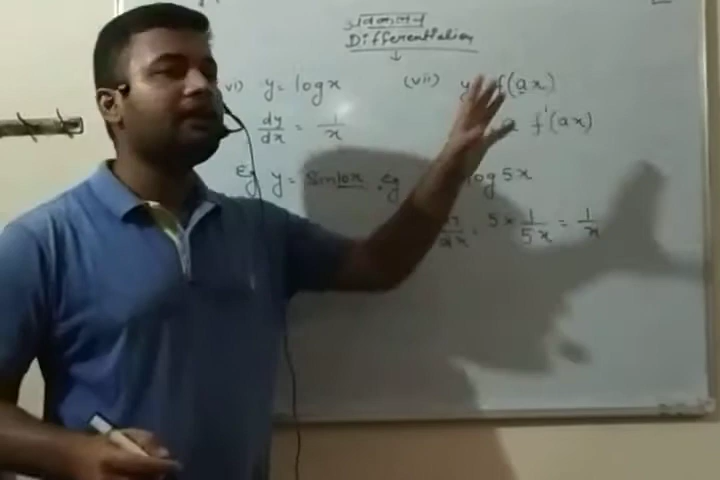 अवकलन
Differentiation
↓
vi) y = log x
dy/dx = 1/x
(vii) y f(ax)
a f'(ax)
Eg y = Sin 10x
eg log 5x
dy/dx = 5 × 1/5x = 1/x